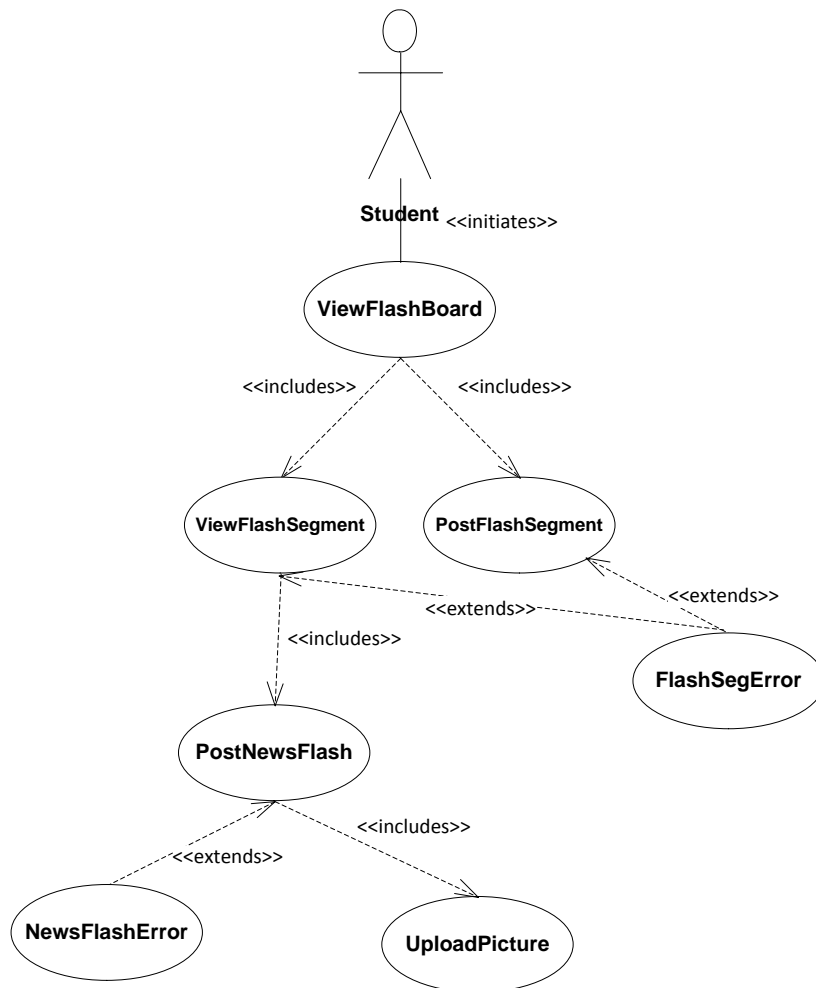 Student
<<initiates>>
ViewFlashBoard
<<includes>>
<<includes>>
ViewFlashSegment
PostFlashSegment
<<extends>>
<<extends>>
<<includes>>
FlashSegError
PostNewsFlash
<<includes>>
<<extends>>
NewsFlashError
UploadPicture